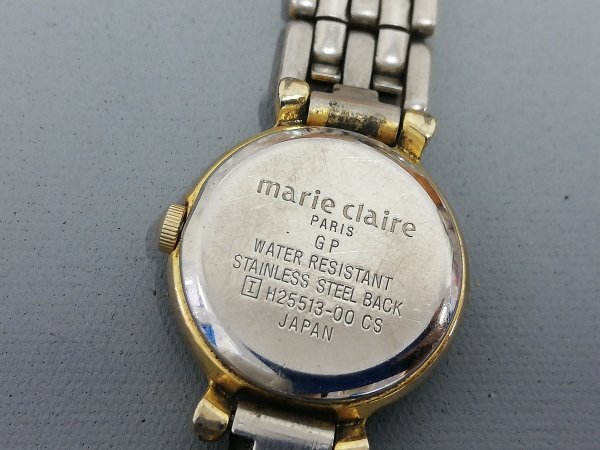 marie claire
PARIS
GP
WATER RESISTANT
STAINLESS STEEL BACK
I H25513-00 CS
JAPAN